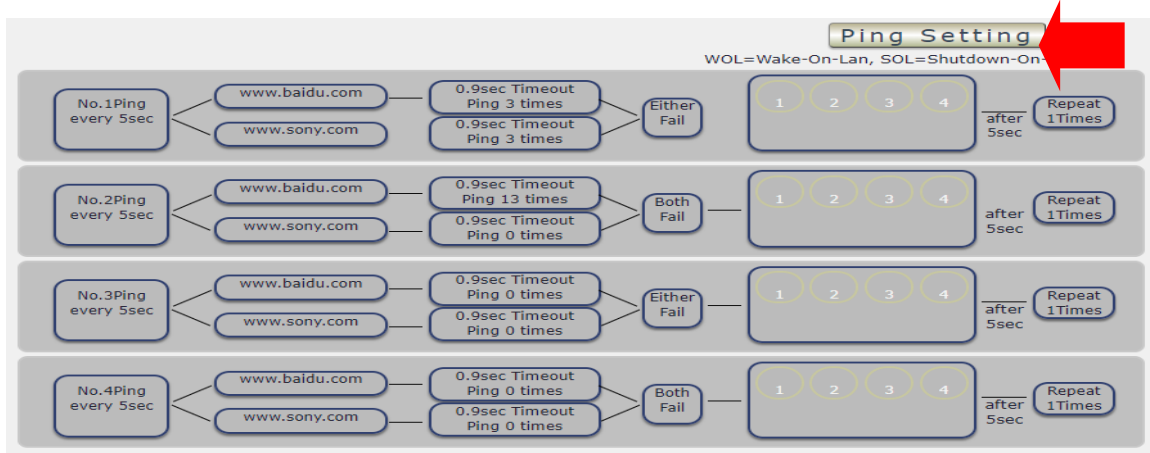 Ping Setting
WOL=Wake-On-Lan, SOL=Shutdown-On-
No.1Ping
every 5sec
www.baidu.com
www.sony.com
0.9sec Timeout
Ping 3 times
0.9sec Timeout
Ping 3 times
Either
Fail
1 2 3 4
after
5sec
Repeat
1Times
No.2Ping
every 5sec
www.baidu.com
www.sony.com
0.9sec Timeout
Ping 13 times
0.9sec Timeout
Ping 0 times
Both
Fail
1 2 3 4
after
5sec
Repeat
1Times
No.3Ping
every 5sec
www.baidu.com
www.sony.com
0.9sec Timeout
Ping 0 times
0.9sec Timeout
Ping 0 times
Either
Fail
1 2 3 4
after
5sec
Repeat
1Times
No.4Ping
every 5sec
www.baidu.com
www.sony.com
0.9sec Timeout
Ping 0 times
0.9sec Timeout
Ping 0 times
Both
Fail
1 2 3 4
after
5sec
Repeat
1Times